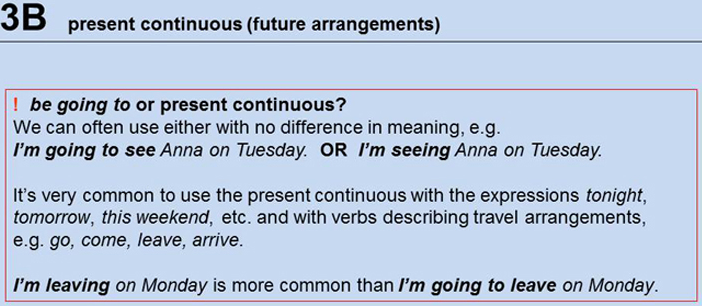 3B present continuous (future arrangements)
! be going to or present continuous?
We can often use either with no difference in meaning, e.g.
I'm going to see Anna on Tuesday. OR I'm seeing Anna on Tuesday.
It's very common to use the present continuous with the expressions tonight,
tomorrow, this weekend, etc. and with verbs describing travel arrangements,
e.g. go, come, leave, arrive.
I'm leaving on Monday is more common than I'm going to leave on Monday.